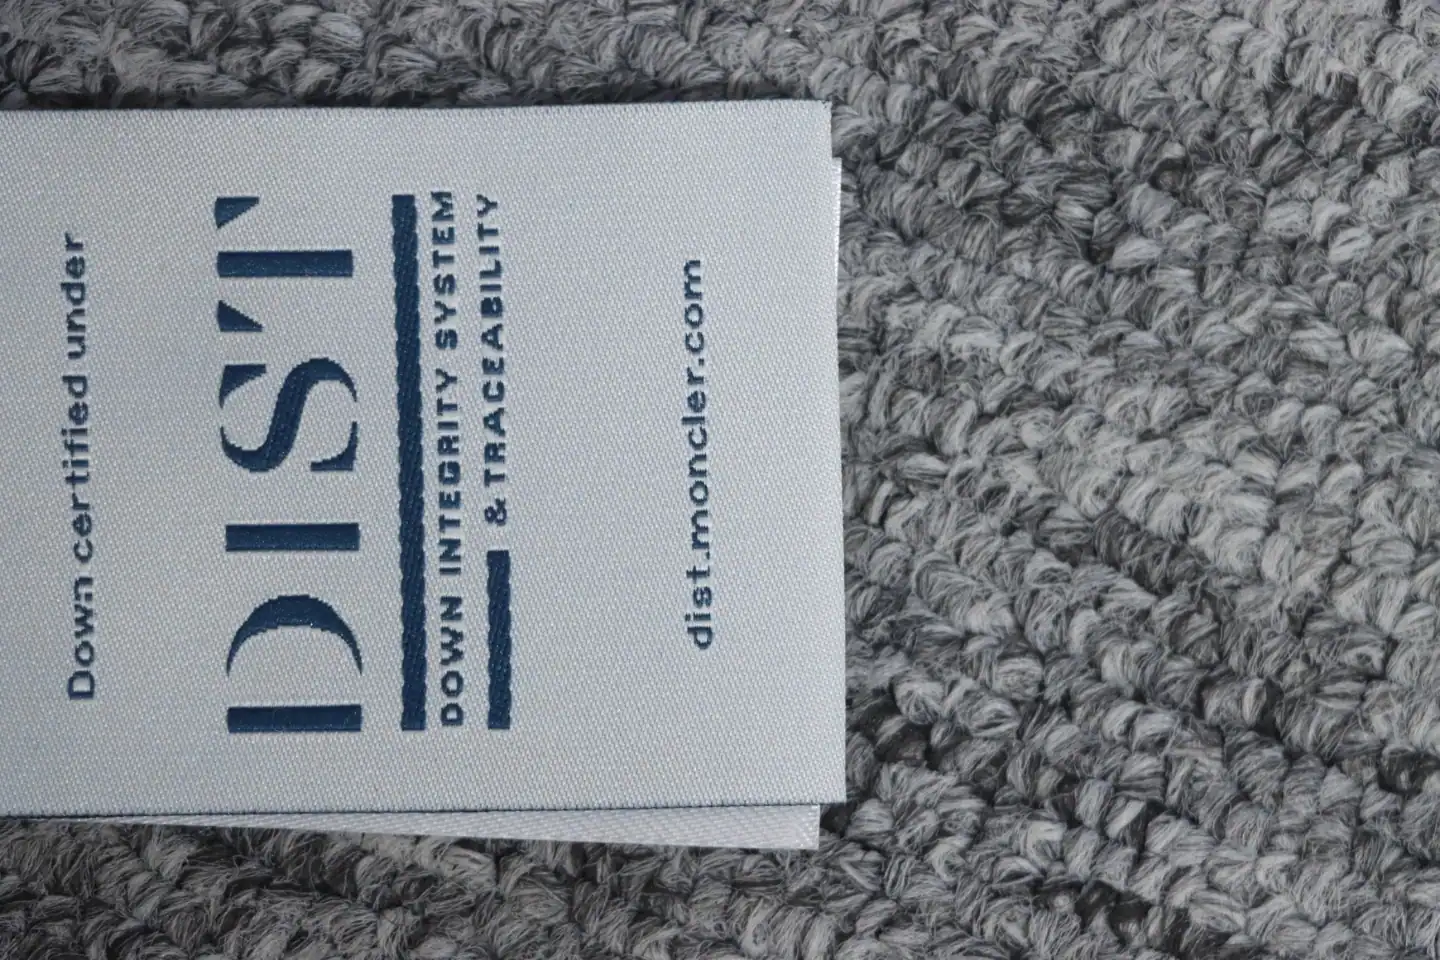 Down certified under
DIST
DOWN INTEGRITY SYSTEM
& TRACEABILITY
dist.moncler.com